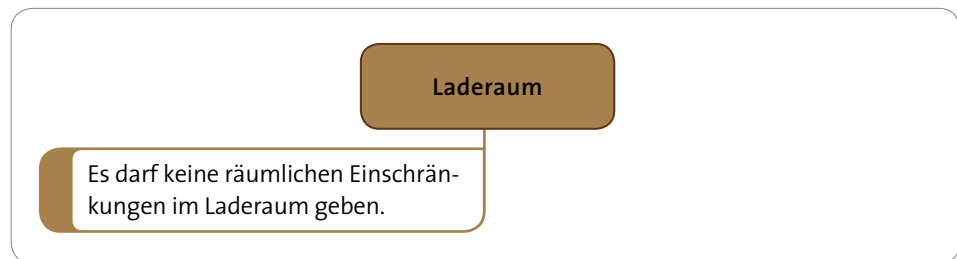 Laderaum
Es darf keine räumlichen Einschrän-
kungen im Laderaum geben.